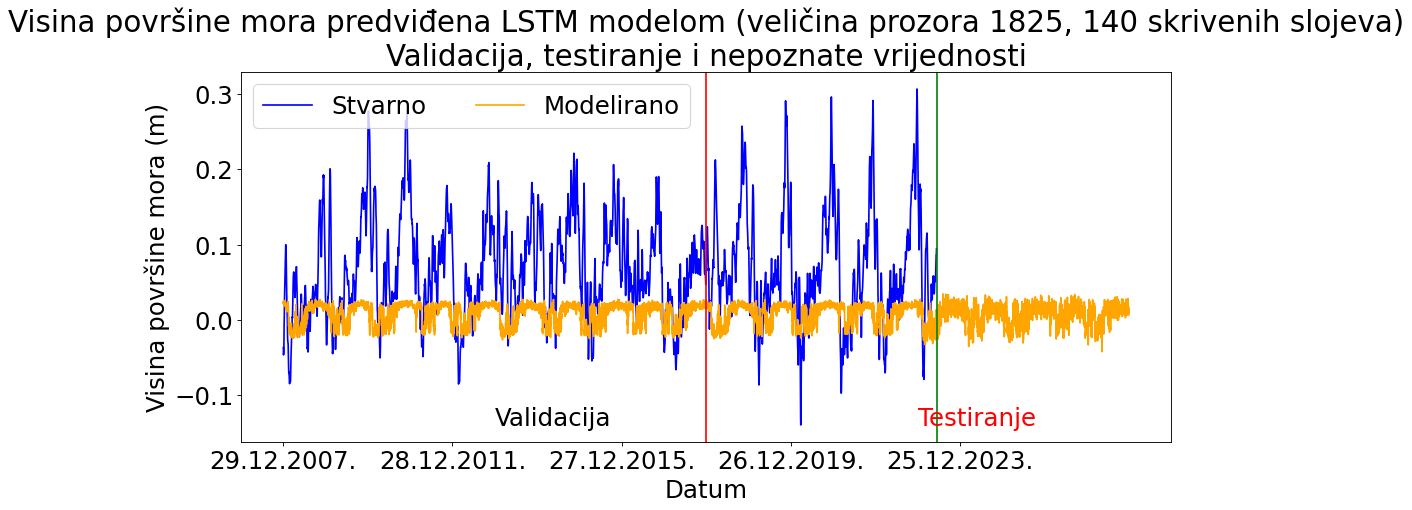 Visina površine mora predviđena LSTM modelom (veličina prozora 1825, 140 skrivenih slojeva)
Validacija, testiranje i nepoznate vrijednosti
Stvarno
Modelirano
Visina površine mora (m)
0.3
0.2
0.1
0.0
−0.1
Validacija
Testiranje
29.12.2007.
28.12.2011.
27.12.2015.
26.12.2019.
25.12.2023.
Datum